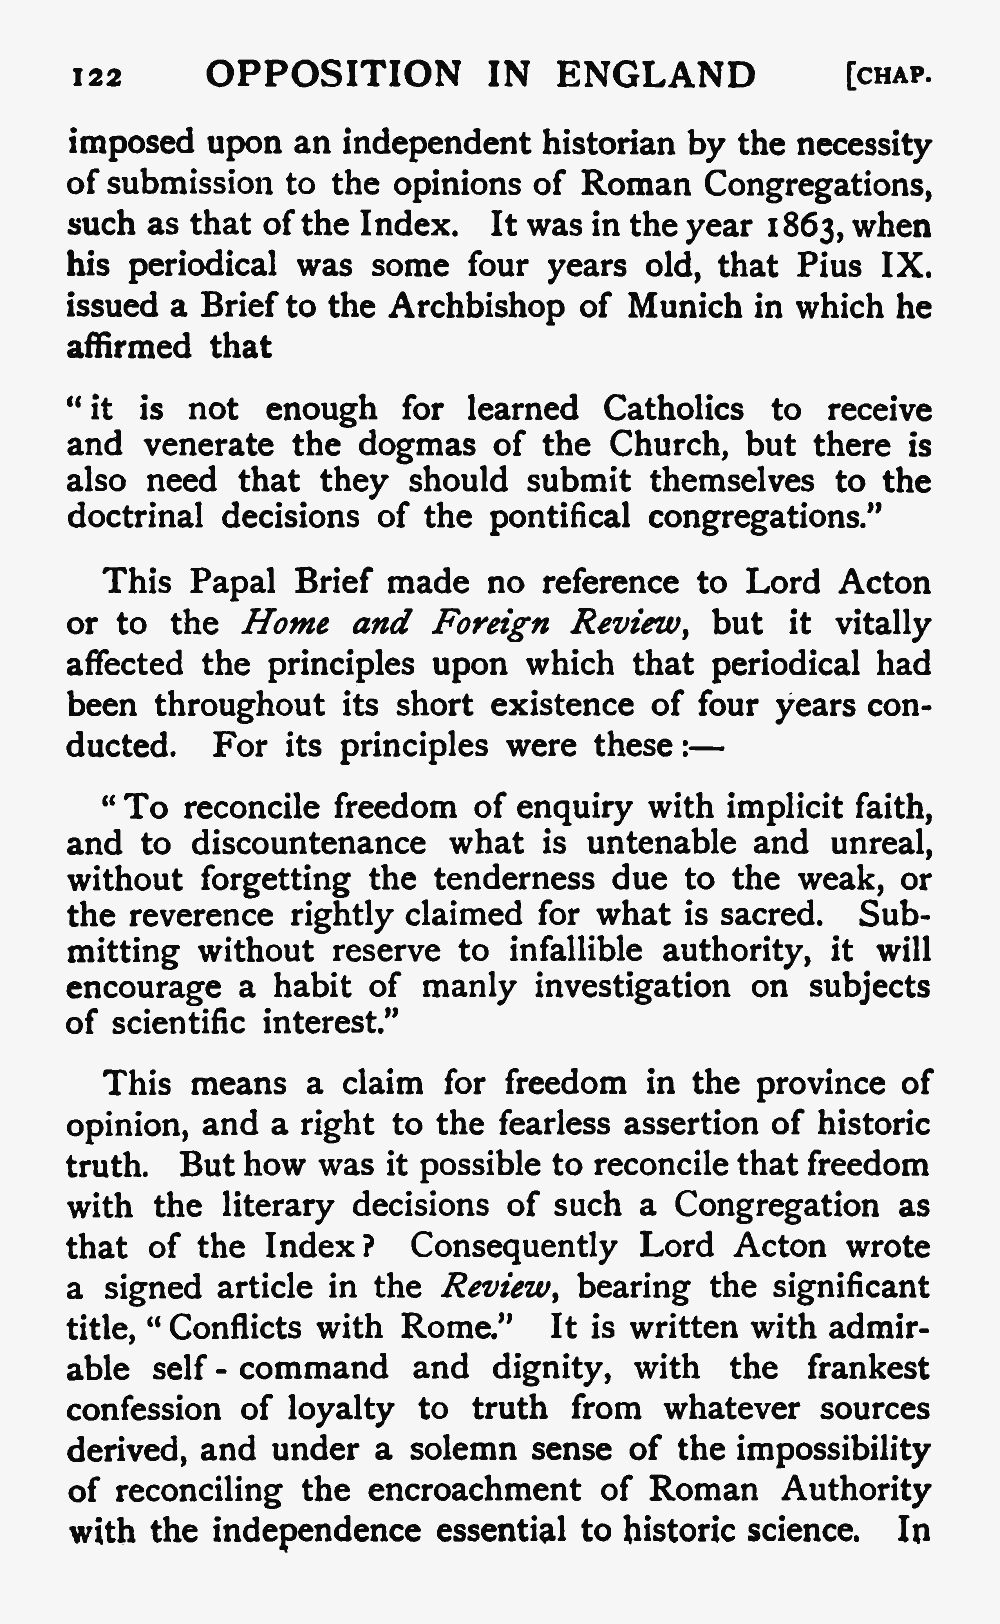 122 OPPOSITION IN ENGLAND [CHAP.
imposed upon an independent historian by the necessity
of submission to the opinions of Roman Congregations,
such as that of the Index. It was in the year 1863, when
his periodical was some four years old, that Pius IX.
issued a Brief to the Archbishop of Munich in which he
affirmed that
“it is not enough for learned Catholics to receive
and venerate the dogmas of the Church, but there is
also need that they should submit themselves to the
doctrinal decisions of the pontifical congregations.”
This Papal Brief made no reference to Lord Acton
or to the Home and Foreign Review, but it vitally
affected the principles upon which that periodical had
been throughout its short existence of four years con-
ducted. For its principles were these:—
“To reconcile freedom of enquiry with implicit faith,
and to discountenance what is untenable and unreal,
without forgetting the tenderness due to the weak, or
the reverence rightly claimed for what is sacred. Sub-
mitting without reserve to infallible authority, it will
encourage a habit of manly investigation on subjects
of scientific interest.”
This means a claim for freedom in the province of
opinion, and a right to the fearless assertion of historic
truth. But how was it possible to reconcile that freedom
with the literary decisions of such a Congregation as
that of the Index? Consequently Lord Acton wrote
a signed article in the Review, bearing the significant
title, “Conflicts with Rome.” It is written with admir-
able self-command and dignity, with the frankest
confession of loyalty to truth from whatever sources
derived, and under a solemn sense of the impossibility
of reconciling the encroachment of Roman Authority
with the independence essential to historic science. In